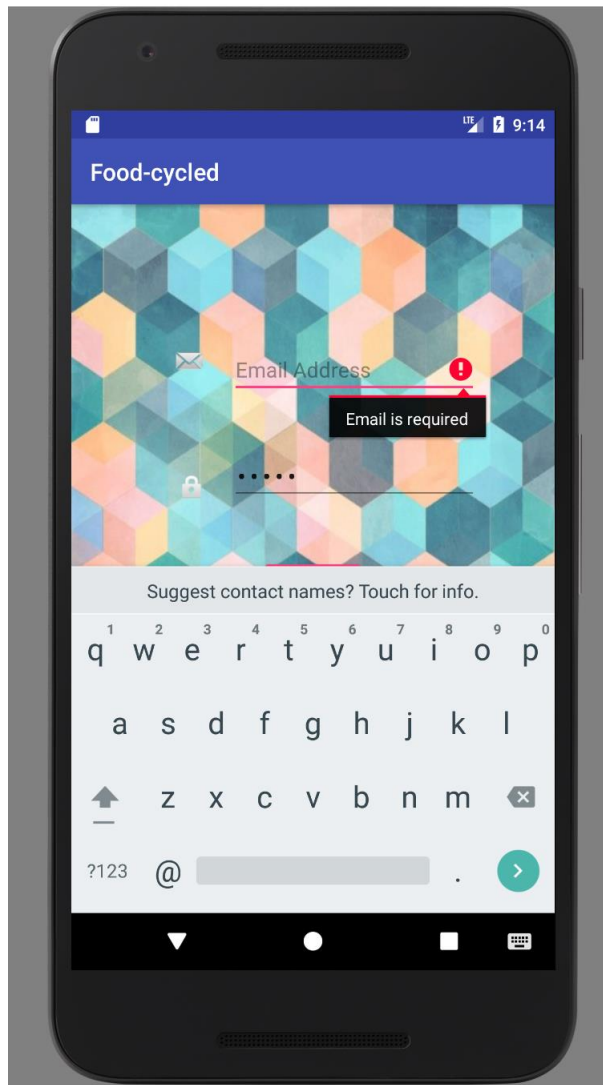 LTE 9:14
Food-cycled
Email Address
Email is required
•••••
Suggest contact names? Touch for info.
1 2 3 4 5 6 7 8 9 0
q w e r t y u i o p
a s d f g h j k l
z x c v b n m
?123 @ .